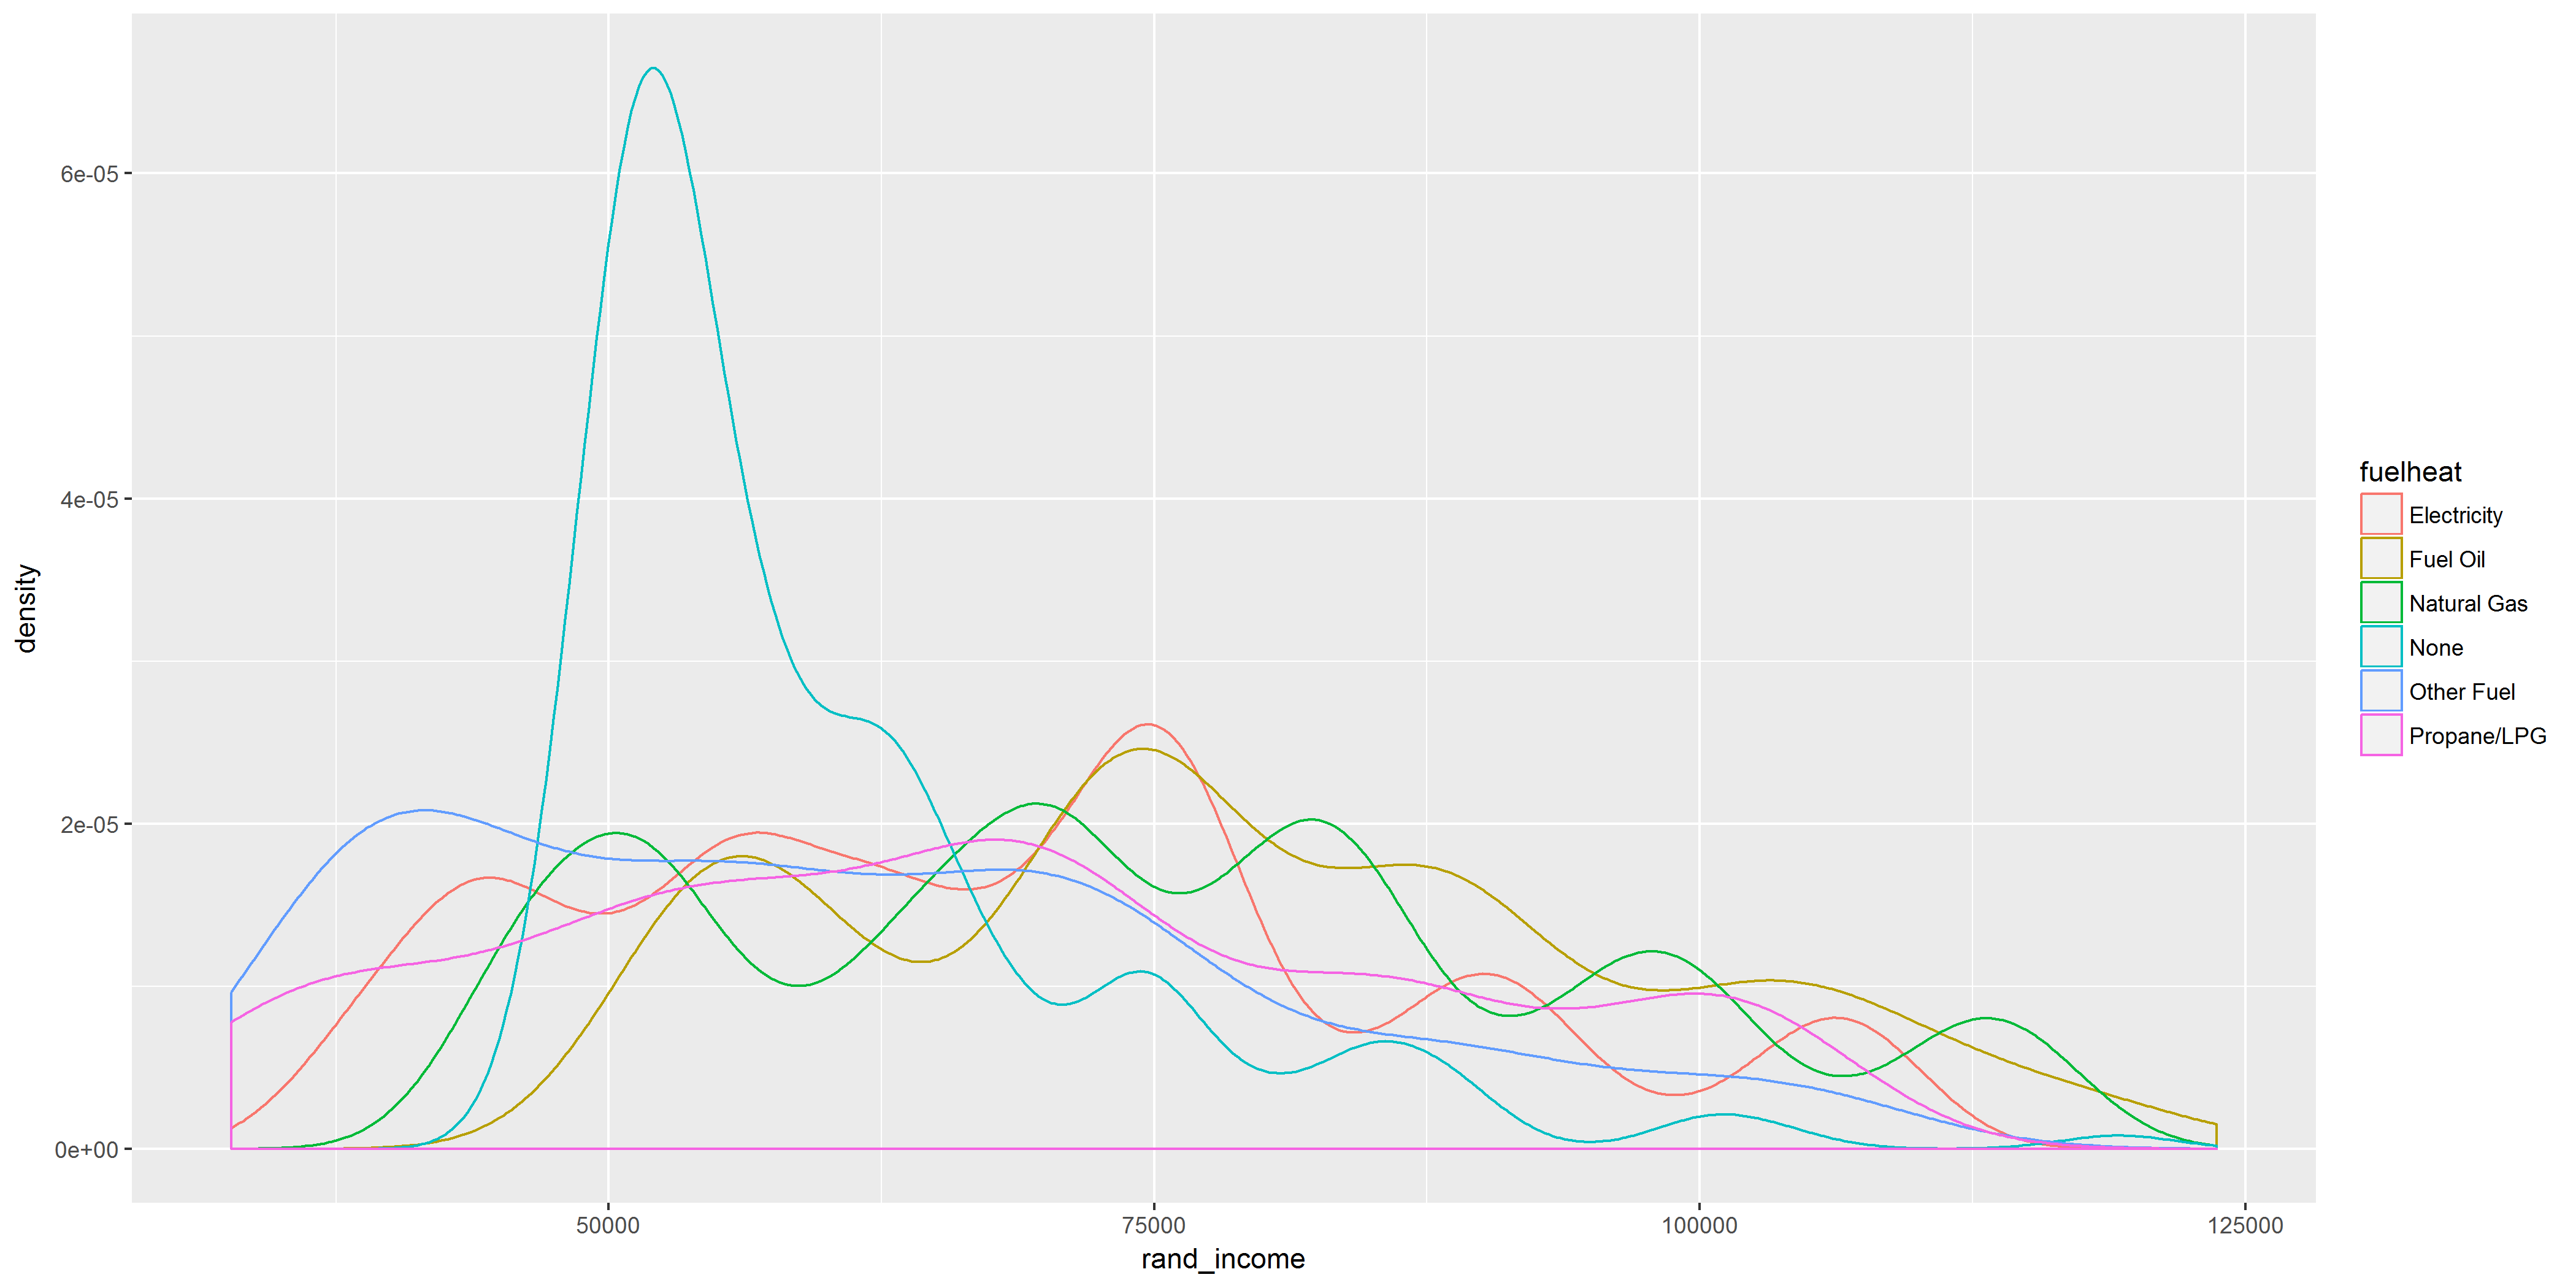 6e-05
4e-05
2e-05
0e+00
density
50000
75000
100000
125000
rand_income
fuelheat
Electricity
Fuel Oil
Natural Gas
None
Other Fuel
Propane/LPG